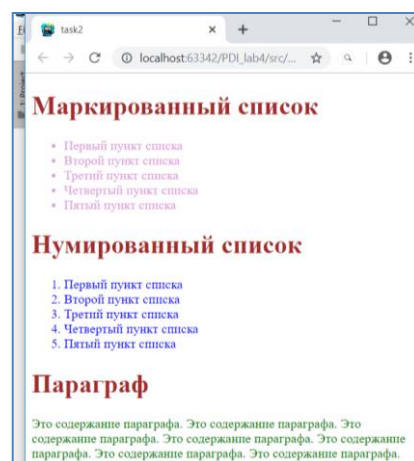 task2
localhost:63342/PDI_lab4/src/...
Маркированный список
• Первый пункт списка
• Второй пункт списка
• Третий пункт списка
• Четвертый пункт списка
• Пятый пункт списка
Нумированный список
1. Первый пункт списка
2. Второй пункт списка
3. Третий пункт списка
4. Четвертый пункт списка
5. Пятый пункт списка
Параграф
Это содержание параграфа. Это содержание параграфа. Это
содержание параграфа. Это содержание параграфа. Это содержание
параграфа. Это содержание параграфа. Это содержание параграфа.